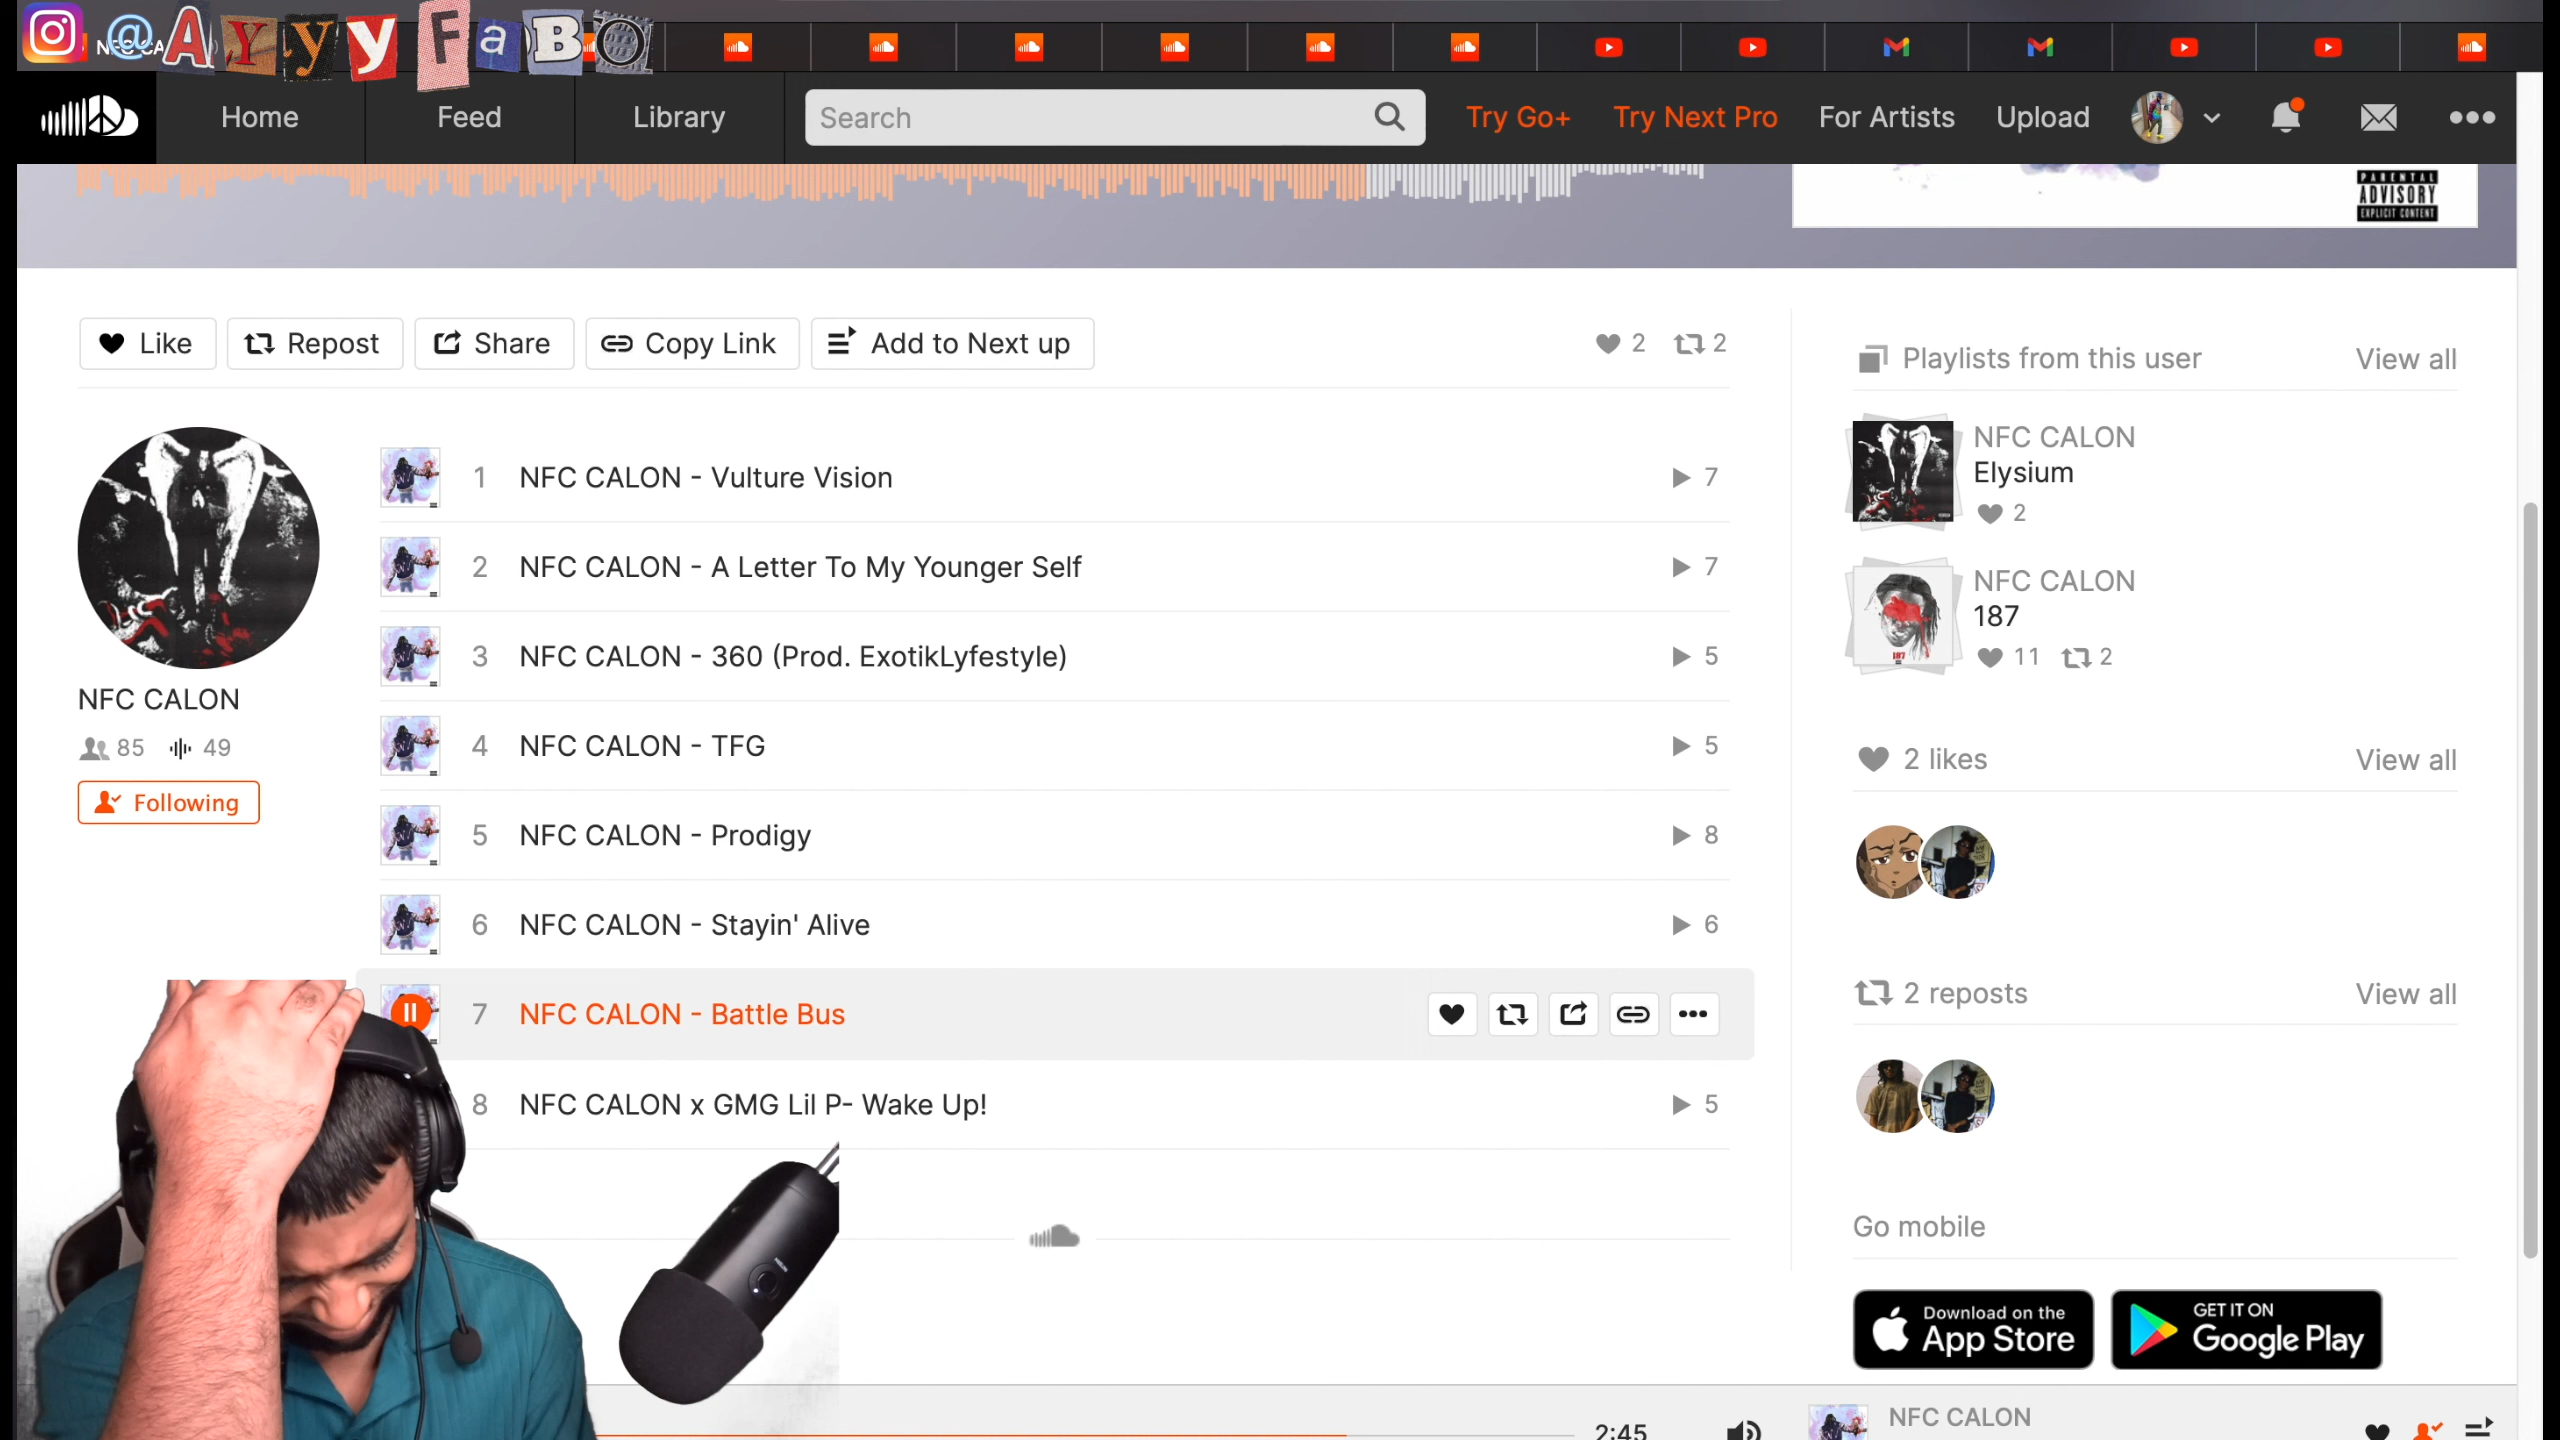 @AYyyFaBO
Home
Feed
Library
Search
Try Go+
Try Next Pro
For Artists
Upload
PARENTAL
ADVISORY
EXPLICIT CONTENT
Like
Repost
Share
Copy Link
Add to Next up
2
2
NFC CALON
85
49
Following
1 NFC CALON - Vulture Vision 7
2 NFC CALON - A Letter To My Younger Self 7
3 NFC CALON - 360 (Prod. ExotikLyfestyle) 5
4 NFC CALON - TFG 5
5 NFC CALON - Prodigy 8
6 NFC CALON - Stayin' Alive 6
7 NFC CALON - Battle Bus
8 NFC CALON x GMG Lil P- Wake Up! 5
Playlists from this user
View all
NFC CALON
Elysium
2
NFC CALON
187
11 2
2 likes
View all
2 reposts
View all
Go mobile
Download on the
App Store
GET IT ON
Google Play
2:45
NFC CALON